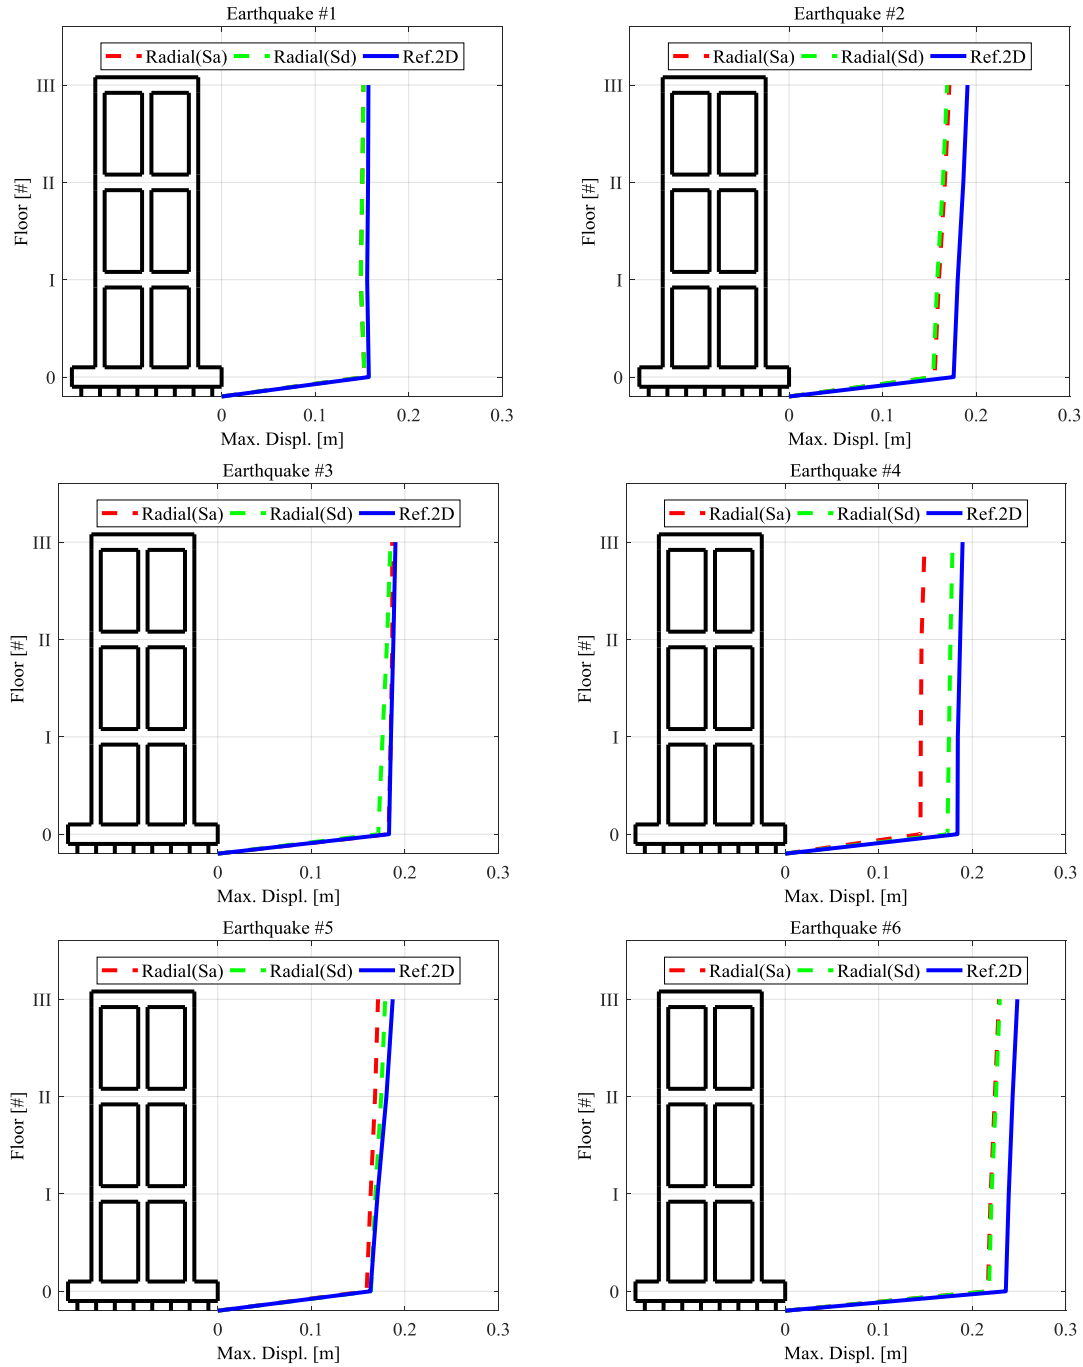 Earthquake #1
Radial(Sa) Radial(Sd) Ref.2D
III
II
I
0
Floor [#]
0 0.1 0.2 0.3
Max. Displ. [m]
Earthquake #2
Radial(Sa) Radial(Sd) Ref.2D
III
II
I
0
Floor [#]
0 0.1 0.2 0.3
Max. Displ. [m]
Earthquake #3
Radial(Sa) Radial(Sd) Ref.2D
III
II
I
0
Floor [#]
0 0.1 0.2 0.3
Max. Displ. [m]
Earthquake #4
Radial(Sa) Radial(Sd) Ref.2D
III
II
I
0
Floor [#]
0 0.1 0.2 0.3
Max. Displ. [m]
Earthquake #5
Radial(Sa) Radial(Sd) Ref.2D
III
II
I
0
Floor [#]
0 0.1 0.2 0.3
Max. Displ. [m]
Earthquake #6
Radial(Sa) Radial(Sd) Ref.2D
III
II
I
0
Floor [#]
0 0.1 0.2 0.3
Max. Displ. [m]